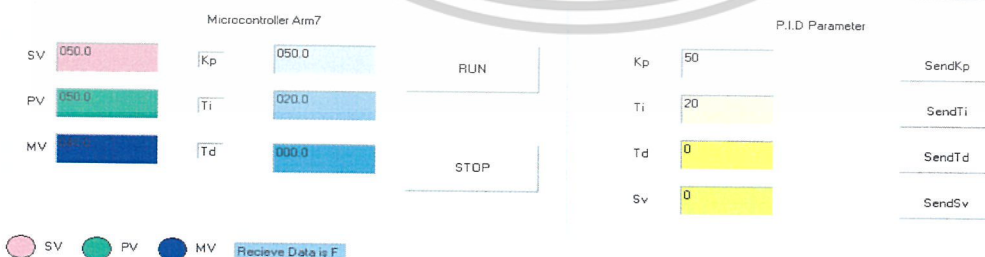 Microcontroller Arm7
P.I.D Parameter
SV 050.0 Kp 050.0 RUN Kp 50 SendKp
PV 050.0 Ti 020.0 Ti 20 SendTi
MV Td 000.0 STOP Td 0 SendTd
Sv 0 SendSv
SV PV MV Recieve Data is F